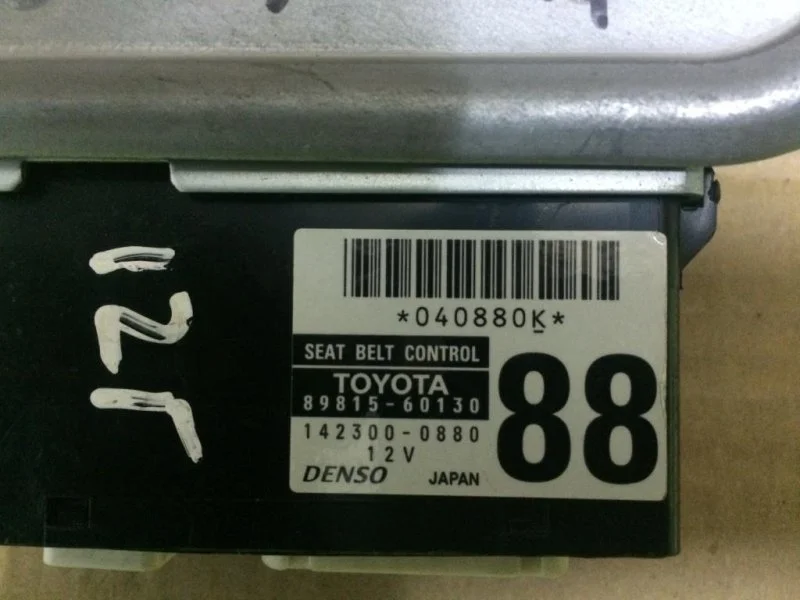 *040880K*
SEAT BELT CONTROL
TOYOTA
89815-60130
88
142300-0880
12V
DENSO JAPAN